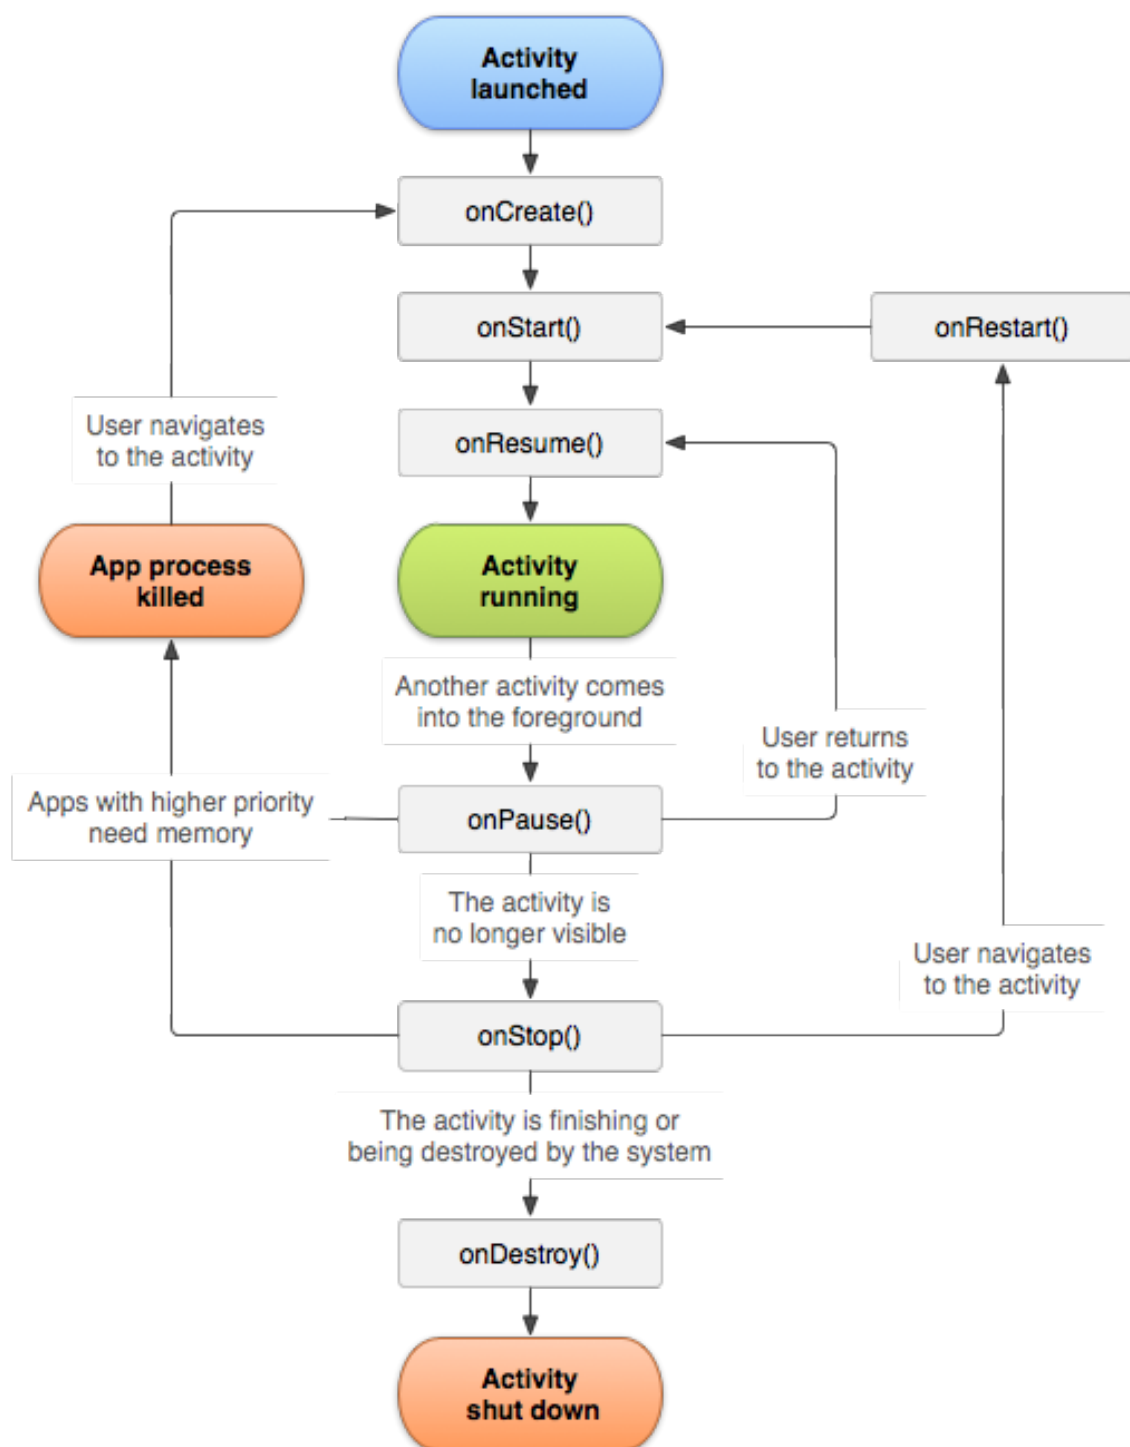 Activity
launched
onCreate()
onStart()
onRestart()
User navigates
to the activity
onResume()
App process
killed
Activity
running
Another activity comes
into the foreground
User returns
to the activity
Apps with higher priority
need memory
onPause()
The activity is
no longer visible
User navigates
to the activity
onStop()
The activity is finishing or
being destroyed by the system
onDestroy()
Activity
shut down